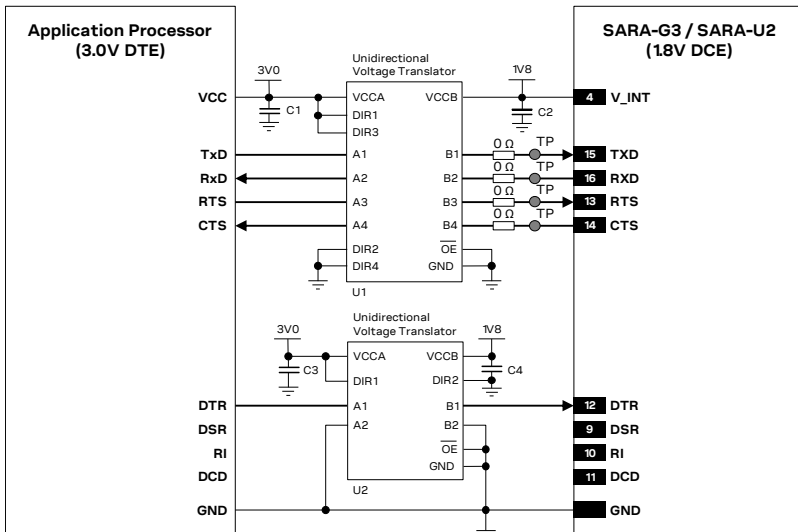 Application Processor
(3.0V DTE)
SARA-G3 / SARA-U2
(1.8V DCE)
Unidirectional
Voltage Translator
3V0
1V8
VCC
C1
VCCA
VCCB
C2
4
V_INT
DIR1
DIR3
TxD
A1
B1
0 Ω
TP
15
TXD
RxD
A2
B2
0 Ω
TP
16
RXD
RTS
A3
B3
0 Ω
TP
13
RTS
CTS
A4
B4
0 Ω
TP
14
CTS
DIR2
OE
DIR4
GND
U1
Unidirectional
Voltage Translator
3V0
1V8
C3
VCCA
VCCB
C4
DIR1
DIR2
DTR
A1
B1
12
DTR
DSR
A2
B2
9
DSR
RI
OE
10
RI
GND
DCD
11
DCD
U2
GND
GND